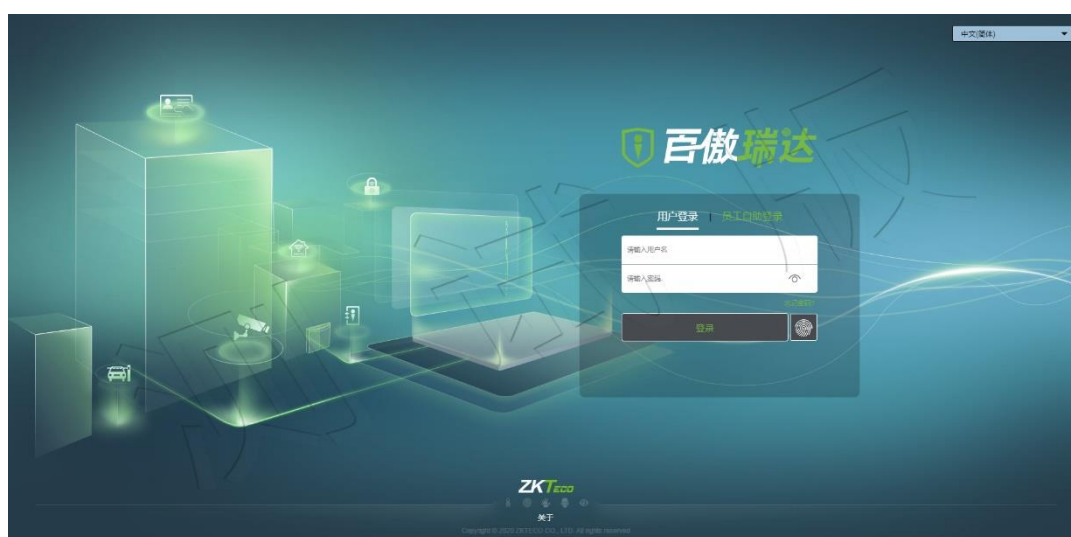 中文(简体)
百傲瑞达
用户登录 | 员工自助登录
请输入用户名
请输入密码
忘记密码?
登录
ZKTeco
关于
Copyright © 2020 ZKTECO CO., LTD. All rights reserved